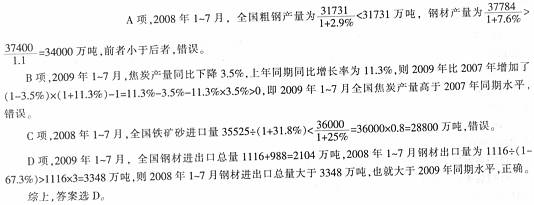 A 项,2008 年 1~7 月，全国粗钢产量为 31731/(1+2.9%) <31731 万吨，钢材产量为 37784/(1+7.6%) >
37400/1.1 =34000 万吨,前者小于后者,错误。
B 项,2009 年 1~7 月,焦炭产量同比下降 3.5%,上年同期同比增长率为 11.3%,则 2009 年比 2007 年增加了
(1-3.5%)×(1+11.3%)-1=11.3%-3.5%-11.3%×3.5%>0,即 2009 年 1~7 月全国焦炭产量高于 2007 年同期水平,
错误。
C 项,2008 年 1~7 月,全国铁矿砂进口量 35525÷(1+31.8%)< 36000/(1+25%) =36000×0.8=28800 万吨,错误。
D 项,2009 年 1~7 月，全国钢材进出口总量 1116+988=2104 万吨,2008 年 1~7 月钢材出口量为 1116÷(1-
67.3%)>1116×3=3348 万吨,则 2008 年 1~7 月钢材进出口总量大于 3348 万吨,也就大于 2009 年同期水平,正确。
综上,答案选 D。